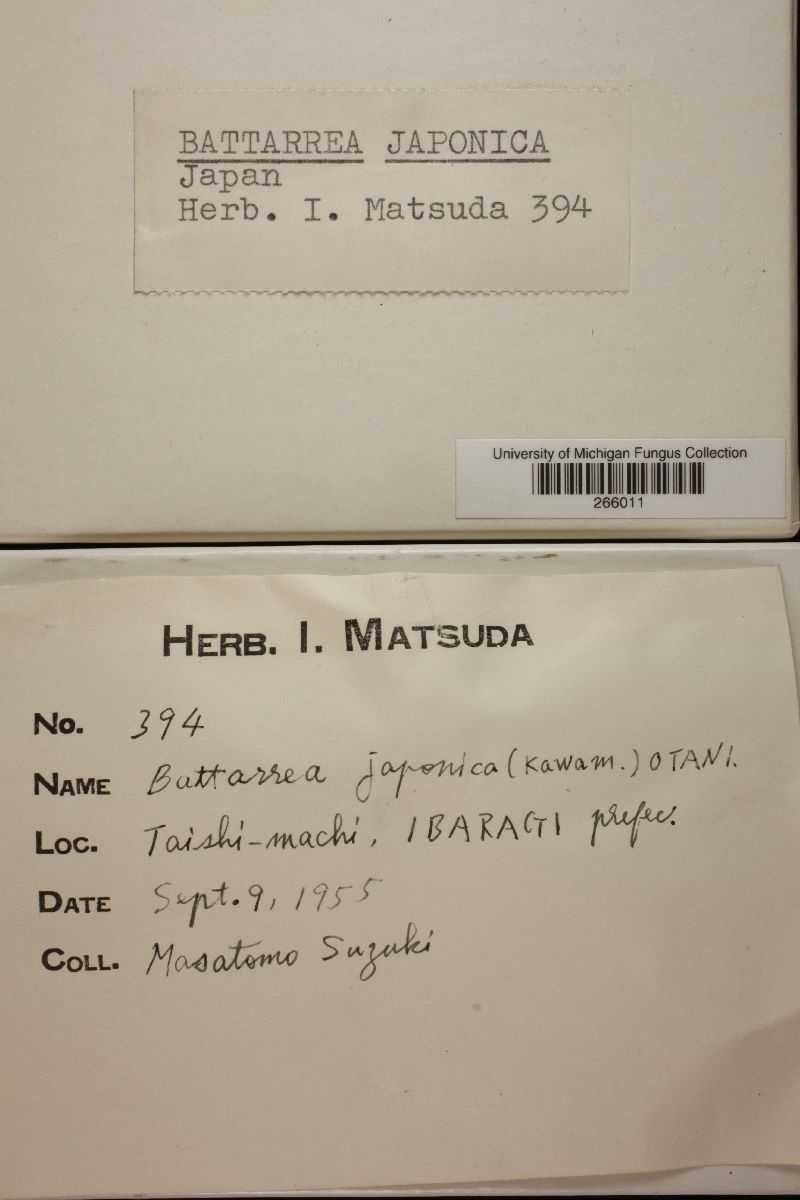 BATTARREA JAPONICA
Japan
Herb. I. Matsuda 394
University of Michigan Fungus Collection
266011
HERB. I. MATSUDA
No. 394
NAME Battarrea japonica (Kawam.) OTANI.
Loc. Taishi-machi, IBARAGI prefec.
DATE Sept. 9, 1955
COLL. Masatomo Suzuki